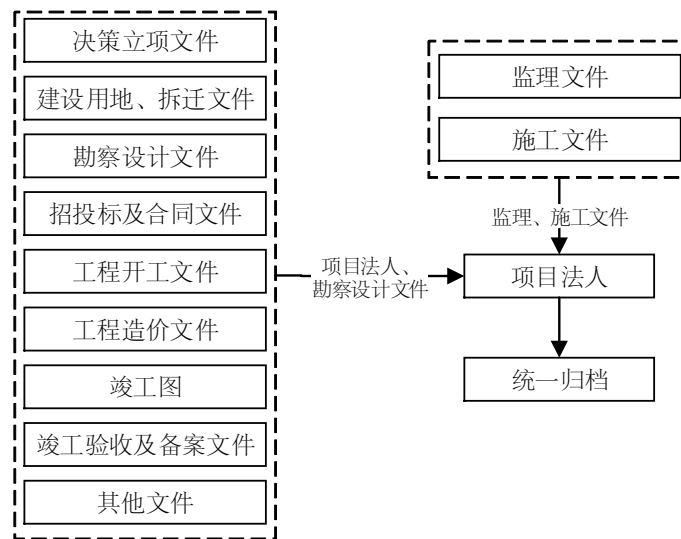 决策立项文件
建设用地、拆迁文件
勘察设计文件
招投标及合同文件
工程开工文件
工程造价文件
竣工图
竣工验收及备案文件
其他文件
项目法人、
勘察设计文件
监理文件
施工文件
监理、施工文件
项目法人
统一归档